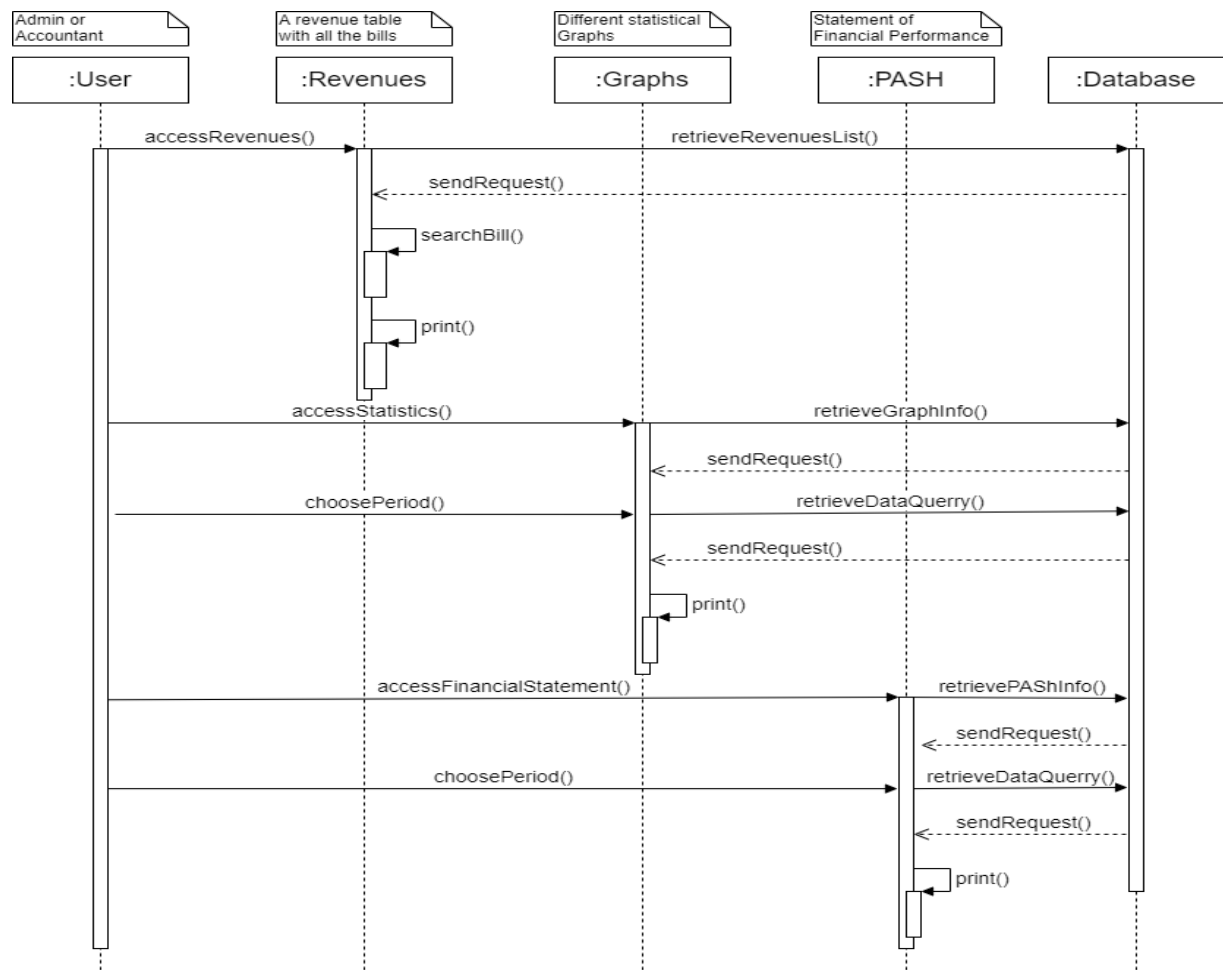 Admin or
Accountant
A revenue table
with all the bills
Different statistical
Graphs
Statement of
Financial Performance
:User
:Revenues
:Graphs
:PASH
:Database
accessRevenues()
retrieveRevenuesList()
sendRequest()
searchBill()
print()
accessStatistics()
retrieveGraphInfo()
sendRequest()
choosePeriod()
retrieveDataQuerry()
sendRequest()
print()
accessFinancialStatement()
retrievePAShInfo()
sendRequest()
choosePeriod()
retrieveDataQuerry()
sendRequest()
print()